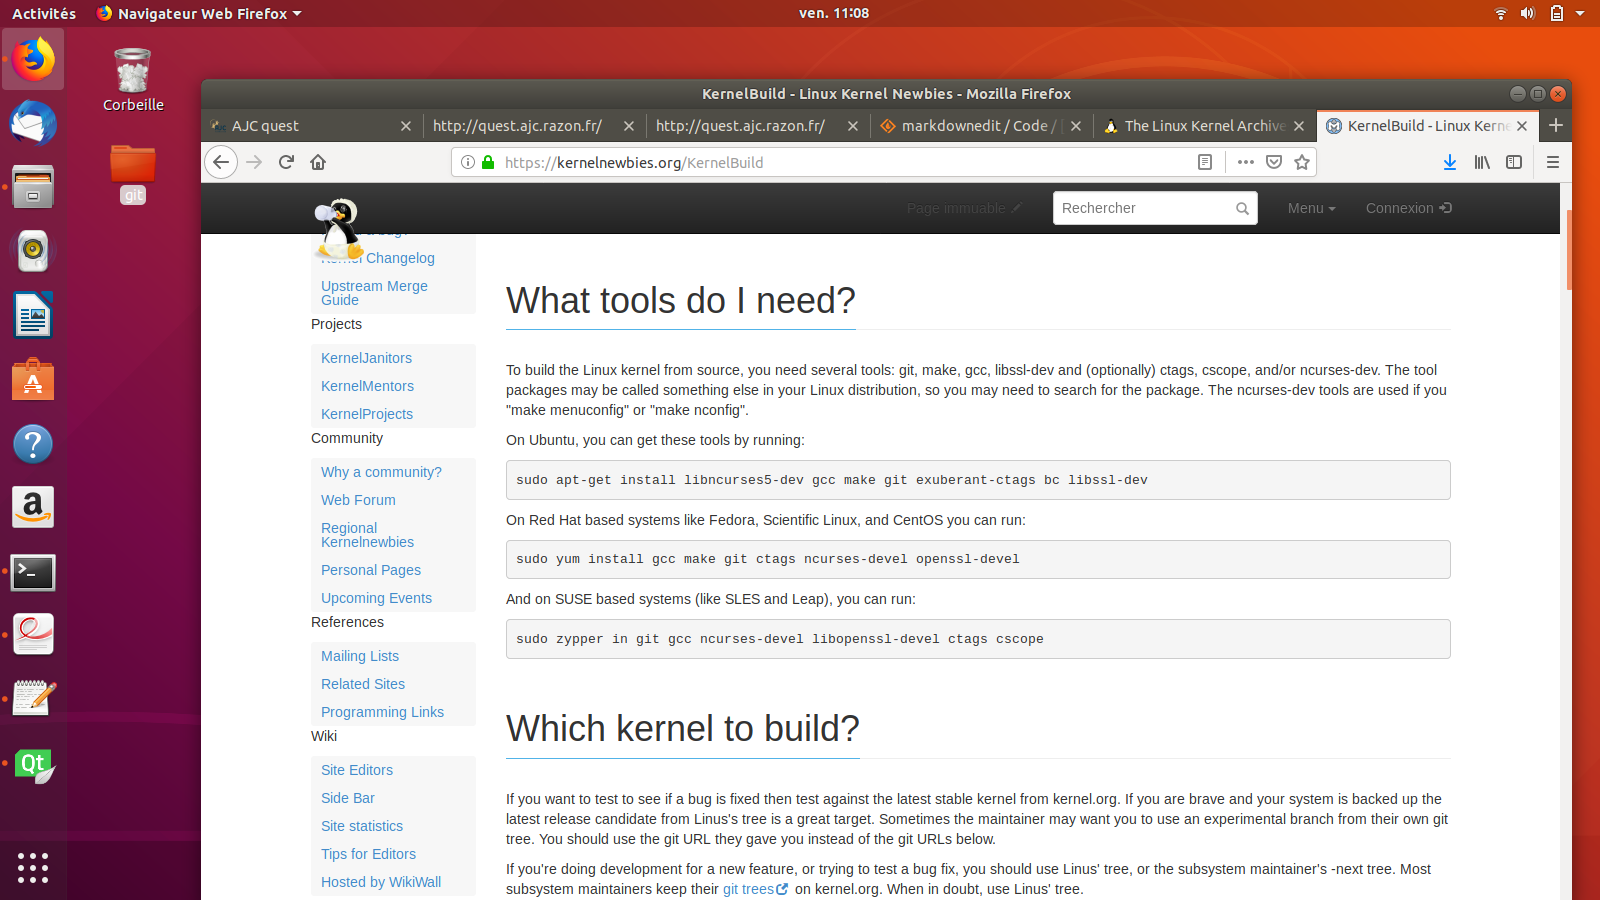 Activités
Navigateur Web Firefox
ven. 11:08
Corbeille
git
KernelBuild - Linux Kernel Newbies - Mozilla Firefox
AJC quest
http://quest.ajc.razon.fr/
http://quest.ajc.razon.fr/
markdownedit / Code /
The Linux Kernel Archive
KernelBuild - Linux Kerne
https://kernelnewbies.org/KernelBuild
Page immuable
Rechercher
Menu
Connexion
Kernel Changelog
Upstream Merge
Guide
Projects
KernelJanitors
KernelMentors
KernelProjects
Community
Why a community?
Web Forum
Regional
Kernelnewbies
Personal Pages
Upcoming Events
References
Mailing Lists
Related Sites
Programming Links
Wiki
Site Editors
Side Bar
Site statistics
Tips for Editors
Hosted by WikiWall
What tools do I need?
To build the Linux kernel from source, you need several tools: git, make, gcc, libssl-dev and (optionally) ctags, cscope, and/or ncurses-dev. The tool
packages may be called something else in your Linux distribution, so you may need to search for the package. The ncurses-dev tools are used if you
"make menuconfig" or "make nconfig".
On Ubuntu, you can get these tools by running:
sudo apt-get install libncurses5-dev gcc make git exuberant-ctags bc libssl-dev
On Red Hat based systems like Fedora, Scientific Linux, and CentOS you can run:
sudo yum install gcc make git ctags ncurses-devel openssl-devel
And on SUSE based systems (like SLES and Leap), you can run:
sudo zypper in git gcc ncurses-devel libopenssl-devel ctags cscope
Which kernel to build?
If you want to test to see if a bug is fixed then test against the latest stable kernel from kernel.org. If you are brave and your system is backed up the
latest release candidate from Linus's tree is a great target. Sometimes the maintainer may want you to use an experimental branch from their own git
tree. You should use the git URL they gave you instead of the git URLs below.
If you're doing development for a new feature, or trying to test a bug fix, you should use Linus' tree, or the subsystem maintainer's -next tree. Most
subsystem maintainers keep their git trees on kernel.org. When in doubt, use Linus' tree.
Qt